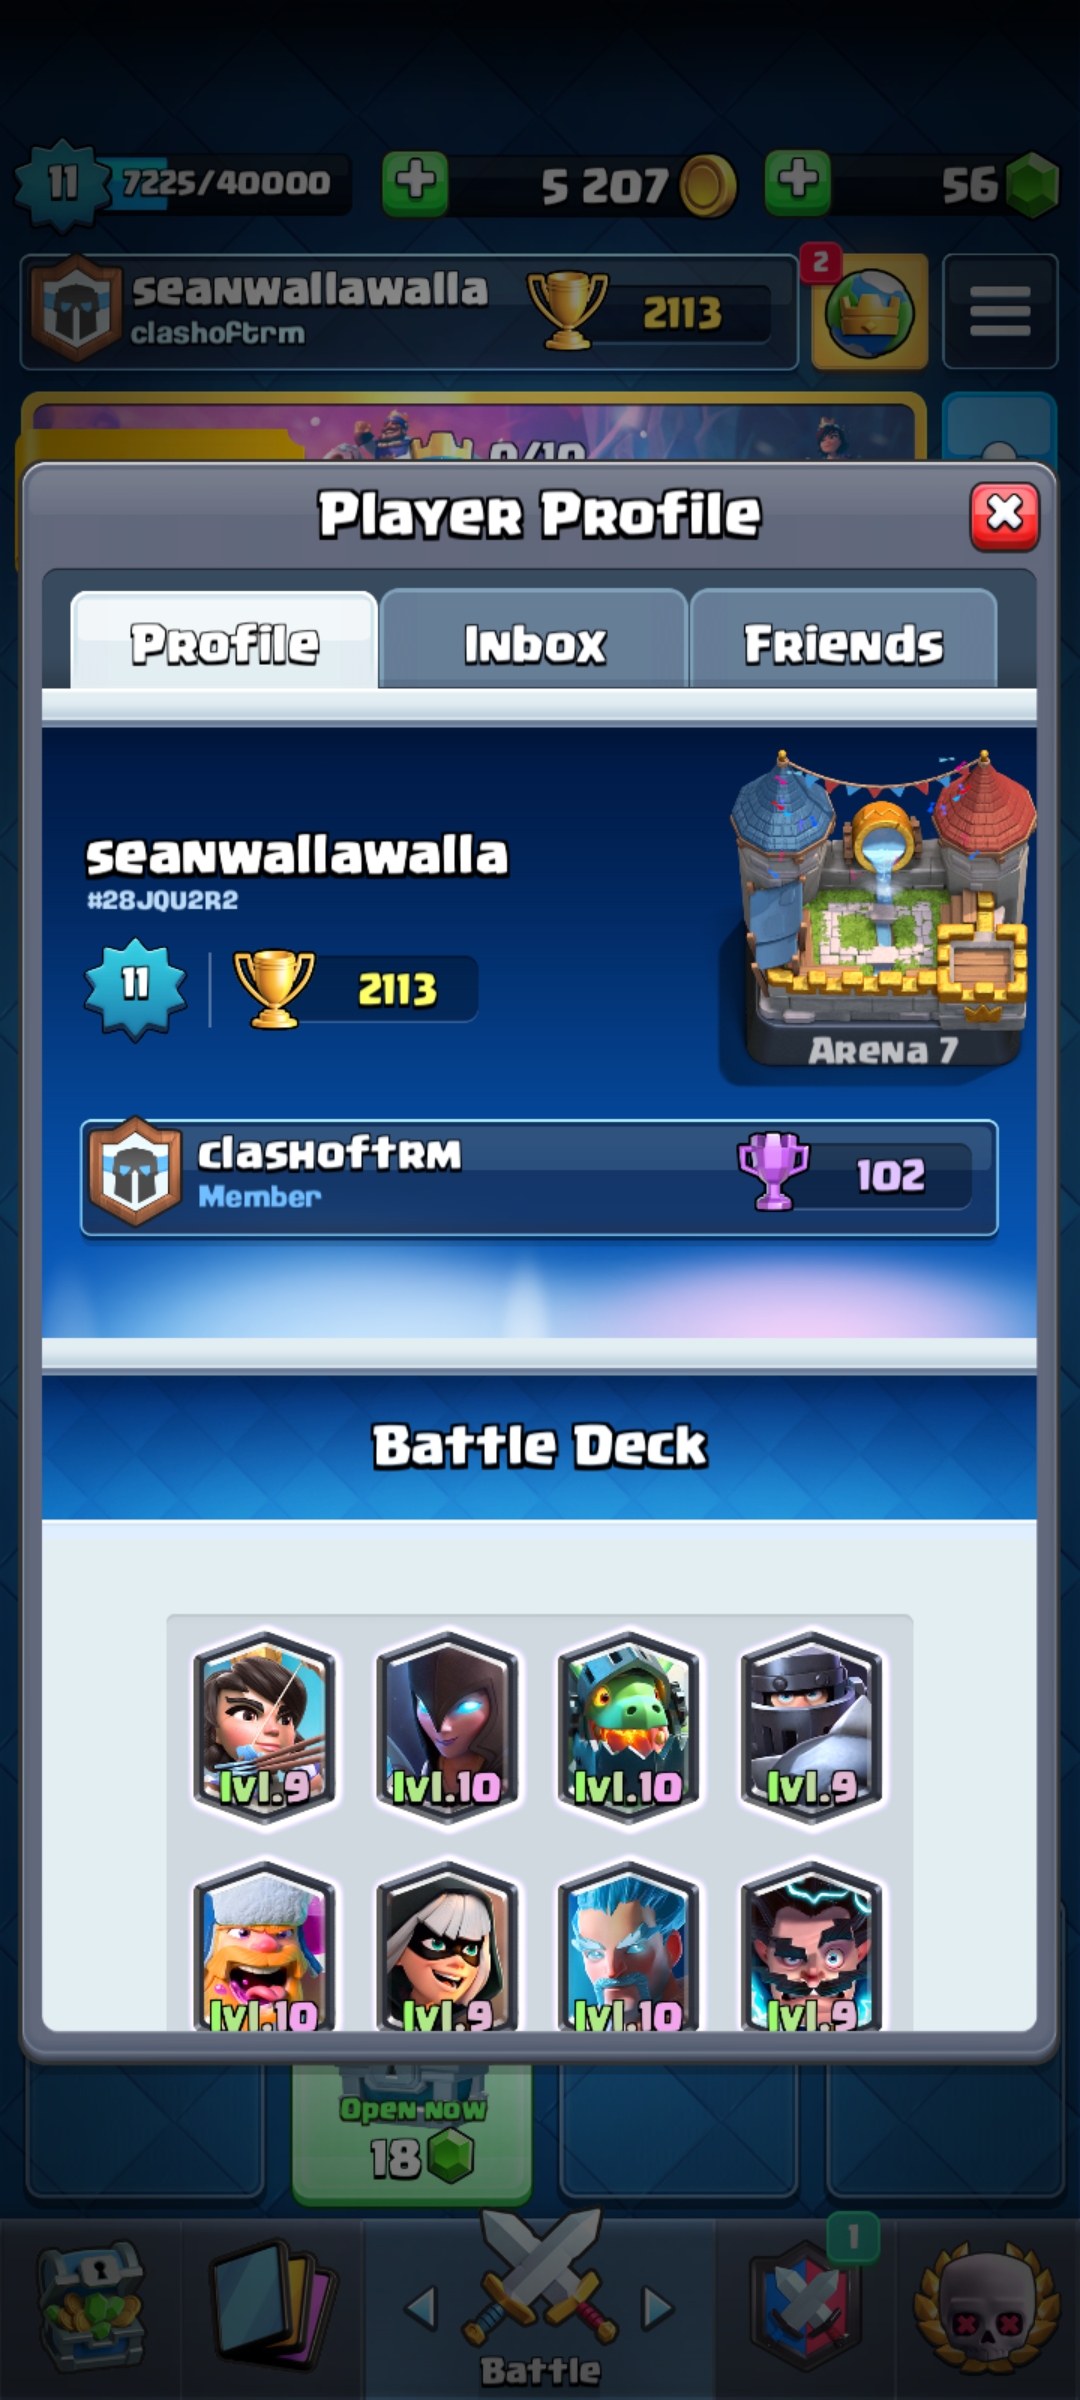 11 7225/40000 5 207 56
seanwallawalla 2113 2
clashoftrm
0/10
Player Profile
Profile Inbox Friends
seanwallawalla
#28JQU2R2
11 2113
Arena 7
clashoftrm 102
Member
Battle Deck
lvl.9 lvl.10 lvl.10 lvl.9
lvl.10 lvl.9 lvl.10 lvl.9
Open now
18
1
Battle